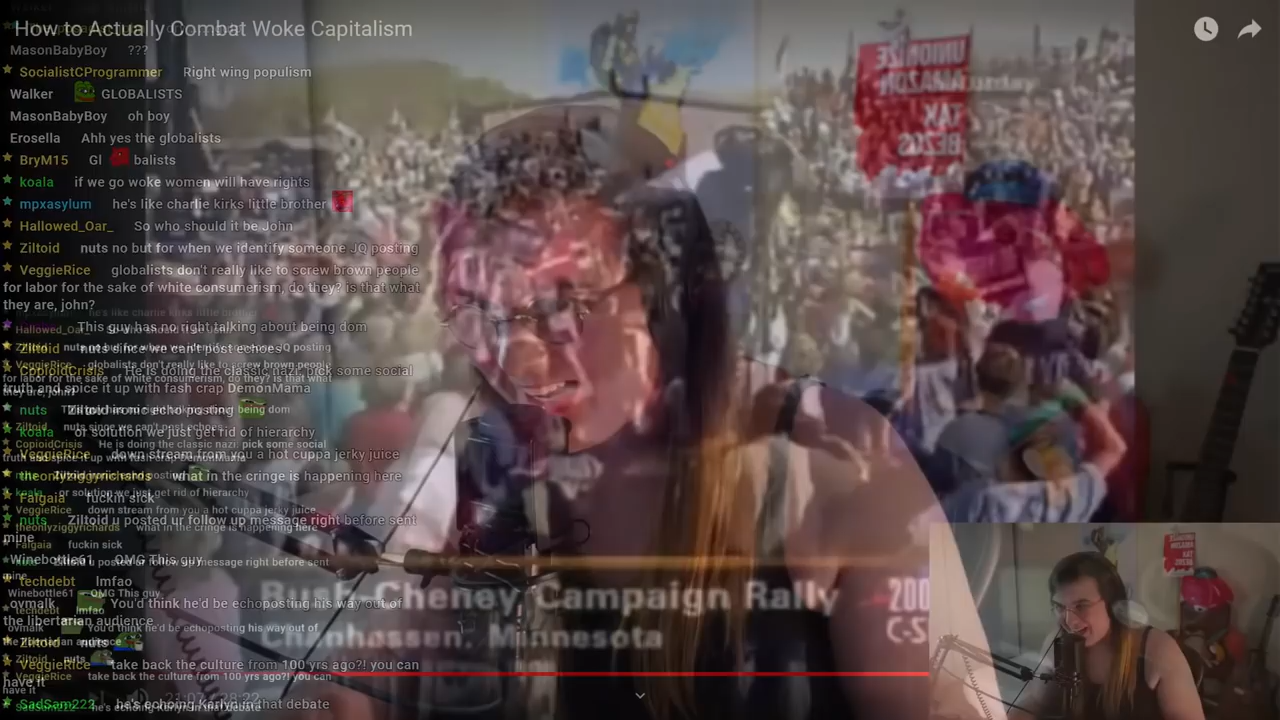 How to Actually Combat Woke Capitalism
MasonBabyBoy ???
SocialistCProgrammer Right wing populism
Walker GLOBALISTS
MasonBabyBoy oh boy
Erosella Ahh yes the globalists
BryM15 Gl balists
koala if we go woke women will have rights
mpxasylum he's like charlie kirks little brother
Hallowed_Oar_ So who should it be John
Ziltoid nuts no but for when we identify someone JQ posting
VeggieRice globalists don't really like to screw brown people
for labor for the sake of white consumerism, do they? is that what
they are, john?
This guy has no right talking about being dom
Ziltoid nuts since we can't post echoes
CopioidCrisis He is doing the classic nazi pick some social
truth and spice it up with fash crap DemonMama
nuts Ziltoid
koala or solution we just get rid of hierarchy
VeggieRice down stream from you a hot cuppa jerky juice
theonlyziggyrichards what in the cringe is happening here
Falgaia fuckin sick
nuts Ziltoid u posted ur follow up message right before sent
mine
Winebottle61 OMG This guy
techdebt lmfao
ovmalk You'd think he'd be echoposting his way out of
the libertarian audience
Ziltoid nuts
VeggieRice take back the culture from 100 yrs ago?! you can
have it
SadSam222 he's echoing Karlyn in that debate
UNIONIZE
AMAZON
TAX
BEZOS
Bush-Cheney Campaign Rally
Minnesota
200
C-S
21:07 / 28:22